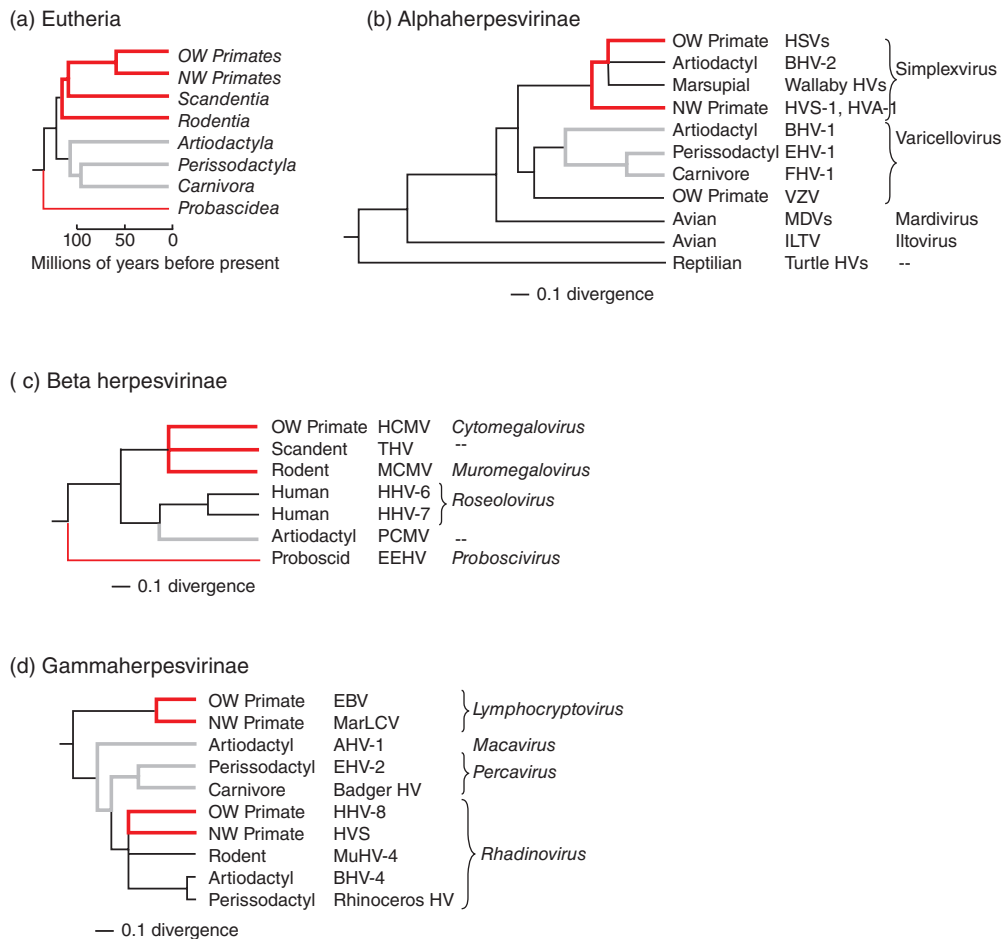 (a) Eutheria
OW Primates
NW Primates
Scandentia
Rodentia
Artiodactyla
Perissodactyla
Carnivora
Probascidea
100 50 0
Millions of years before present
(b) Alphaherpesvirinae
OW Primate HSVs
Artiodactyl BHV-2
Marsupial Wallaby HVs
NW Primate HVS-1, HVA-1
Simplexvirus
Artiodactyl BHV-1
Perissodactyl EHV-1
Carnivore FHV-1
OW Primate VZV
Varicellovirus
Avian MDVs Mardivirus
Avian ILTV Iltovirus
Reptilian Turtle HVs --
0.1 divergence
( c) Beta herpesvirinae
OW Primate HCMV Cytomegalovirus
Scandent THV --
Rodent MCMV Muromegalovirus
Human HHV-6
Human HHV-7
Roseolovirus
Artiodactyl PCMV --
Proboscid EEHV Proboscivirus
0.1 divergence
(d) Gammaherpesvirinae
OW Primate EBV
NW Primate MarLCV
Lymphocryptovirus
Artiodactyl AHV-1 Macavirus
Perissodactyl EHV-2
Carnivore Badger HV
Percavirus
OW Primate HHV-8
NW Primate HVS
Rodent MuHV-4
Artiodactyl BHV-4
Perissodactyl Rhinoceros HV
Rhadinovirus
0.1 divergence